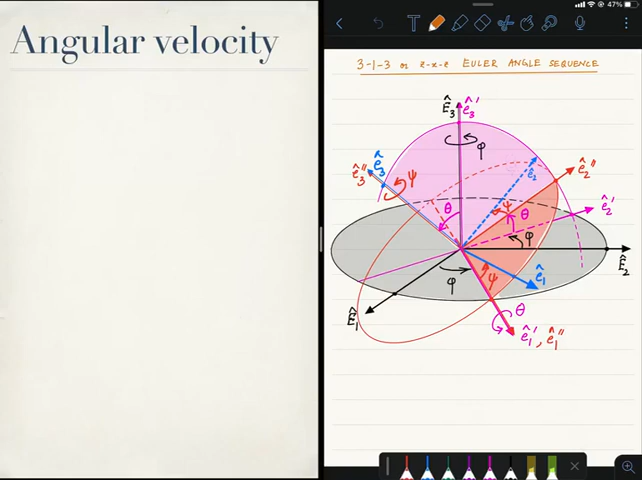 Angular velocity
47%
T
3-1-3 or z-x-z EULER ANGLE SEQUENCE
Ê₃ ê₃'
φ
ê₃'' ê₃ ψ
ê₂ ê₂''
θ ψ θ ê₂'
φ
Ê₂
φ ψ ê₁
θ
Ê₁
ê₁', ê₁''